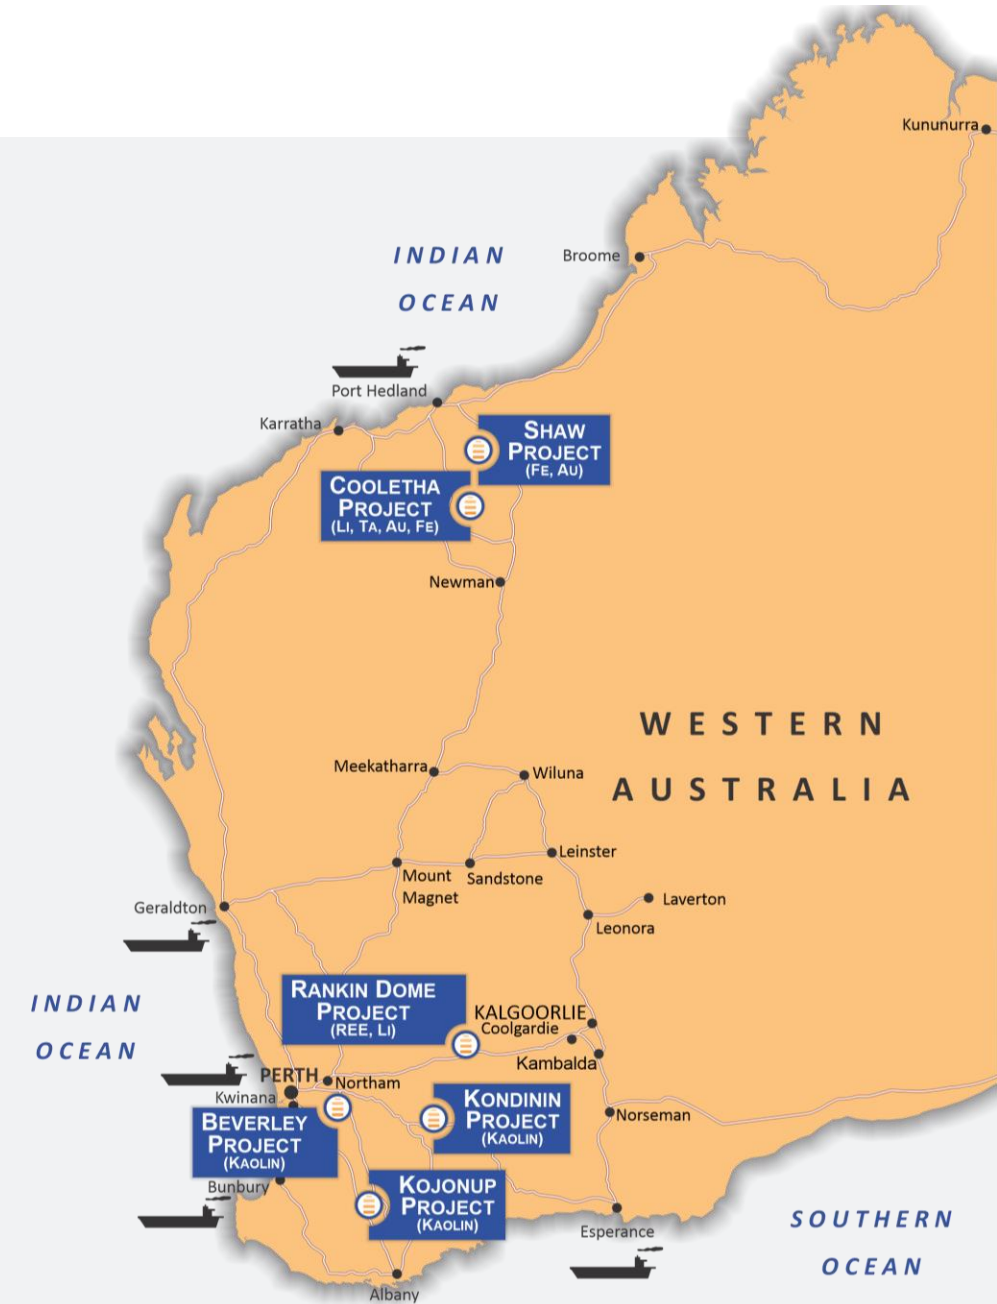 Kununurra
INDIAN
OCEAN
Broome
Port Hedland
Karratha
SHAW
PROJECT
(FE, AU)
COOLETHA
PROJECT
(LI, TA, AU, FE)
Newman
WESTERN
AUSTRALIA
Meekatharra
Wiluna
Leinster
Mount
Magnet
Sandstone
Laverton
Geraldton
Leonora
RANKIN DOME
PROJECT
(REE, LI)
INDIAN
OCEAN
KALGOORLIE
Coolgardie
Kambalda
PERTH
Northam
Kwinana
BEVERLEY
PROJECT
(KAOLIN)
KONDININ
PROJECT
(KAOLIN)
Norseman
Bunbury
KOJONUP
PROJECT
(KAOLIN)
Esperance
SOUTHERN
OCEAN
Albany